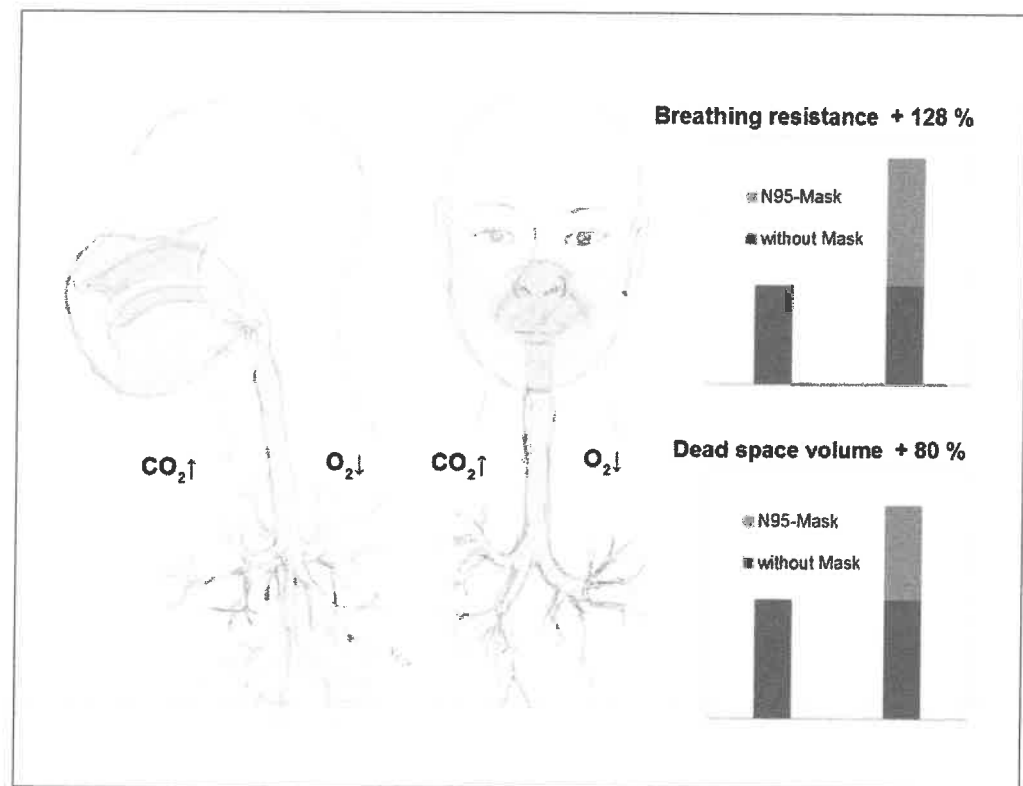 Breathing resistance + 128 %
N95-Mask
without Mask
CO₂↑
O₂↓
CO₂↑
O₂↓
Dead space volume + 80 %
N95-Mask
without Mask